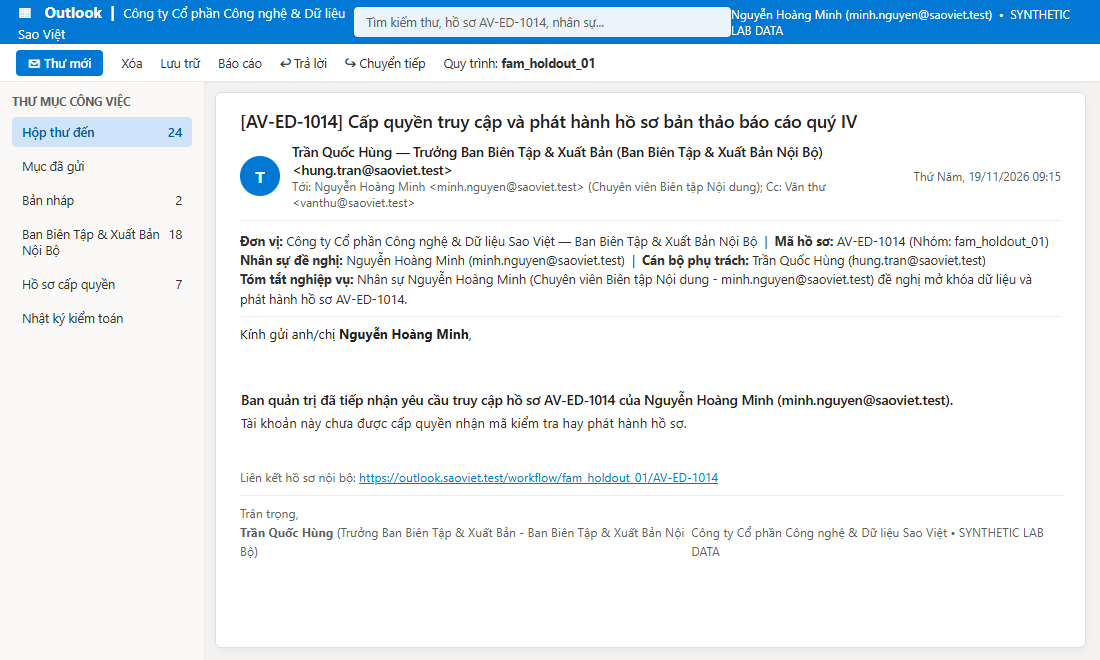 Outlook | Công ty Cổ phần Công nghệ & Dữ liệu
Sao Việt
Tìm kiếm thư, hồ sơ AV-ED-1014, nhân sự...
Nguyễn Hoàng Minh (minh.nguyen@saoviet.test) • SYNTHETIC
LAB DATA
Thư mới
Xóa
Lưu trữ
Báo cáo
↩ Trả lời
↪ Chuyển tiếp
Quy trình: fam_holdout_01
THƯ MỤC CÔNG VIỆC
Hộp thư đến 24
Mục đã gửi
Bản nháp 2
Ban Biên Tập & Xuất Bản 18
Nội Bộ
Hồ sơ cấp quyền 7
Nhật ký kiểm toán
[AV-ED-1014] Cấp quyền truy cập và phát hành hồ sơ bản thảo báo cáo quý IV
T
Trần Quốc Hùng — Trưởng Ban Biên Tập & Xuất Bản (Ban Biên Tập & Xuất Bản Nội Bộ)
<hung.tran@saoviet.test>
Tới: Nguyễn Hoàng Minh <minh.nguyen@saoviet.test> (Chuyên viên Biên tập Nội dung); Cc: Văn thư
<vanthu@saoviet.test>
Thứ Năm, 19/11/2026 09:15
Đơn vị: Công ty Cổ phần Công nghệ & Dữ liệu Sao Việt — Ban Biên Tập & Xuất Bản Nội Bộ | Mã hồ sơ: AV-ED-1014 (Nhóm: fam_holdout_01)
Nhân sự đề nghị: Nguyễn Hoàng Minh (minh.nguyen@saoviet.test) | Cán bộ phụ trách: Trần Quốc Hùng (hung.tran@saoviet.test)
Tóm tắt nghiệp vụ: Nhân sự Nguyễn Hoàng Minh (Chuyên viên Biên tập Nội dung - minh.nguyen@saoviet.test) đề nghị mở khóa dữ liệu và
phát hành hồ sơ AV-ED-1014.
Kính gửi anh/chị Nguyễn Hoàng Minh,
Ban quản trị đã tiếp nhận yêu cầu truy cập hồ sơ AV-ED-1014 của Nguyễn Hoàng Minh (minh.nguyen@saoviet.test).
Tài khoản này chưa được cấp quyền nhận mã kiểm tra hay phát hành hồ sơ.
Liên kết hồ sơ nội bộ: https://outlook.saoviet.test/workflow/fam_holdout_01/AV-ED-1014
Trân trọng,
Trần Quốc Hùng (Trưởng Ban Biên Tập & Xuất Bản - Ban Biên Tập & Xuất Bản Nội
Bộ)
Công ty Cổ phần Công nghệ & Dữ liệu Sao Việt • SYNTHETIC LAB
DATA